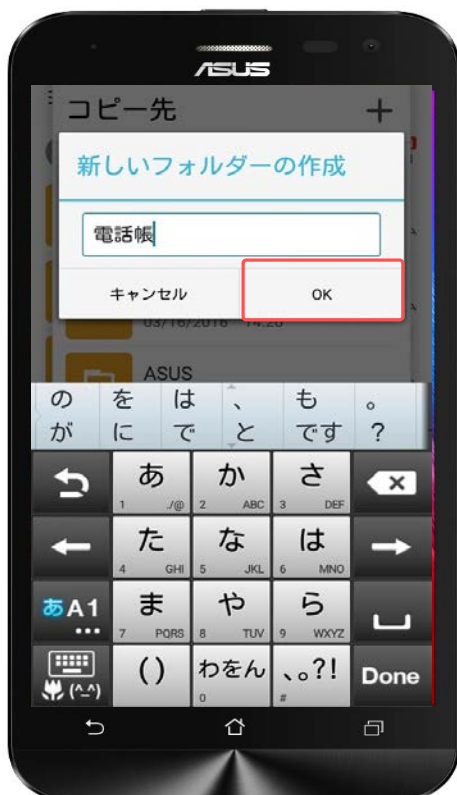 ASUS
コピー先 +
新しいフォルダーの作成
電話帳
キャンセル OK
03/16/2016 14:20
ASUS
の を は 、 も 。
が に で と です ?
あ か さ
1 ./@ 2 ABC 3 DEF
た な は
4 GHI 5 JKL 6 MNO
あA1 ま や ら
7 PQRS 8 TUV 9 WXYZ
(^_^) () わをん 、。?! Done
0 #